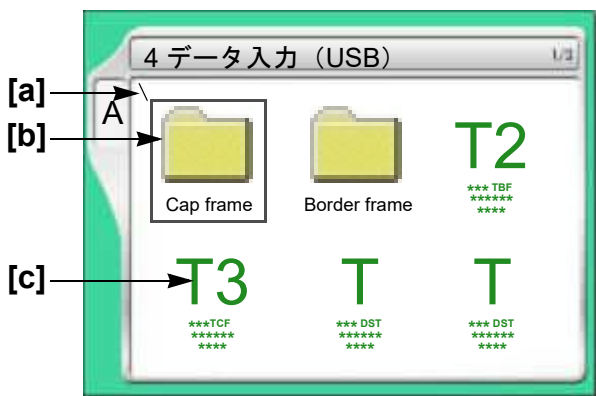 4 データ入力（USB）
1/3
[a]
\
A
[b]
Cap frame
Border frame
T2
*** TBF
******
****
[c]
T3
***TCF
******
****
T
*** DST
******
****
T
*** DST
******
****